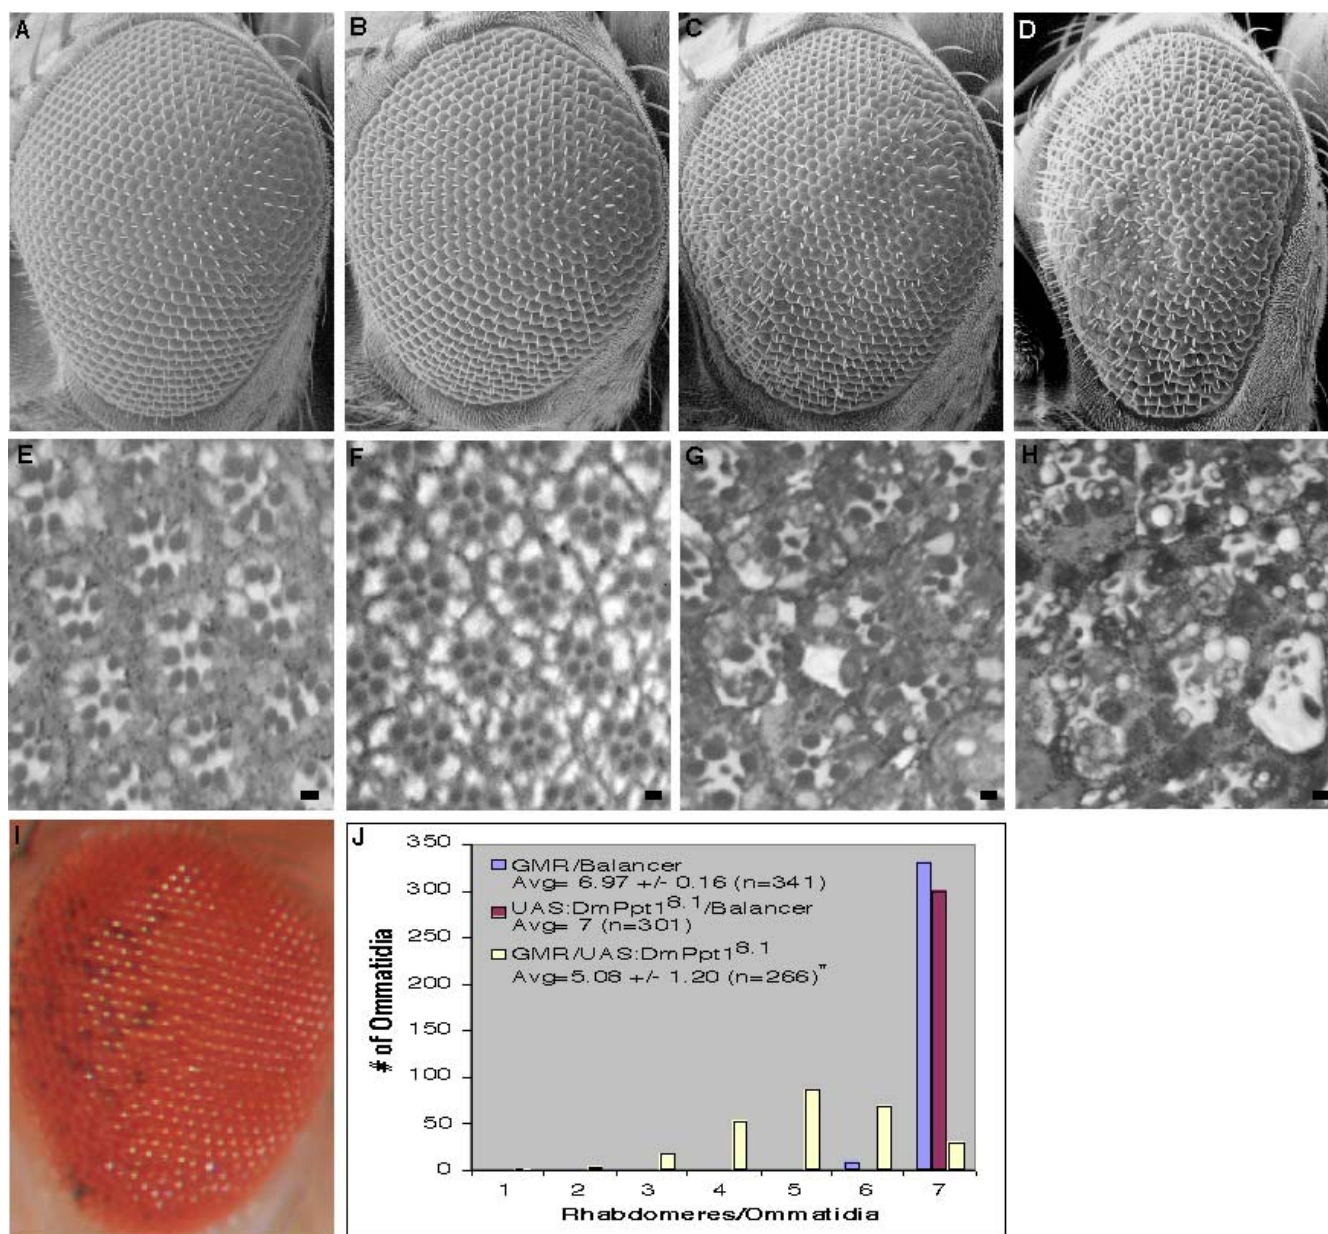 A
B
C
D
E
F
G
H
I
J
350
300
250
200
150
100
50
0
# of Ommatidia
GMR/Balancer
Avg= 6.97 +/- 0.16 (n=341)
UAS:DmPpt1^8.1/Balancer
Avg= 7 (n=301)
GMR/UAS:DmPpt1^8.1
Avg=5.08 +/- 1.20 (n=266)
1 2 3 4 5 6 7
Rhabdomeres/Ommatidia